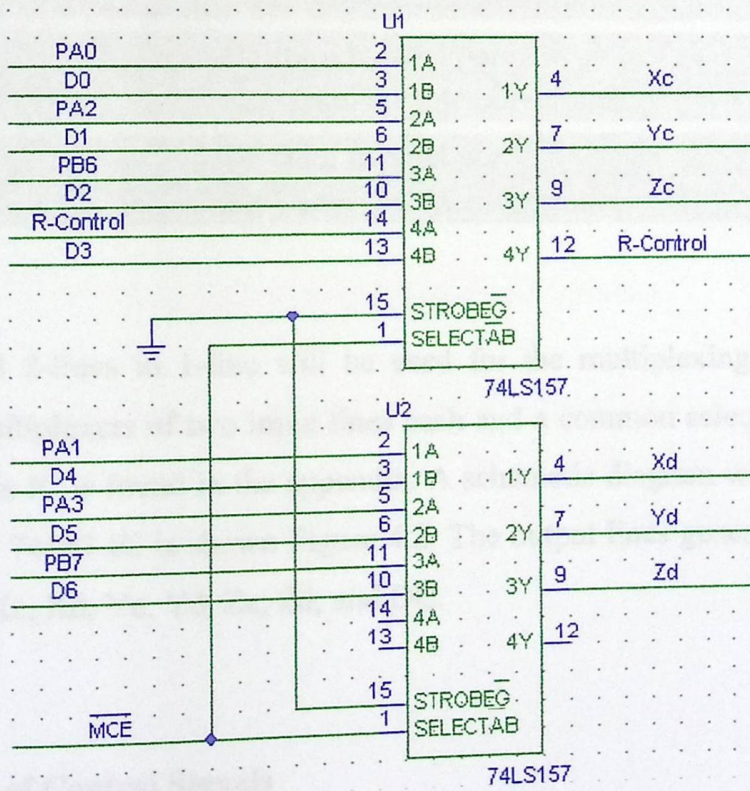 U1
PA0 2 1A
D0 3 1B 1Y 4 Xc
PA2 5 2A
D1 6 2B 2Y 7 Yc
PB6 11 3A
D2 10 3B 3Y 9 Zc
R-Control 14 4A
D3 13 4B 4Y 12 R-Control
15 STROBEG̅
1 SELECTA̅B
74LS157
U2
PA1 2 1A
D4 3 1B 1Y 4 Xd
PA3 5 2A
D5 6 2B 2Y 7 Yd
PB7 11 3A
D6 10 3B 3Y 9 Zd
14 4A
13 4B 4Y 12
15 STROBEG̅
M̅C̅E̅ 1 SELECTA̅B
74LS157